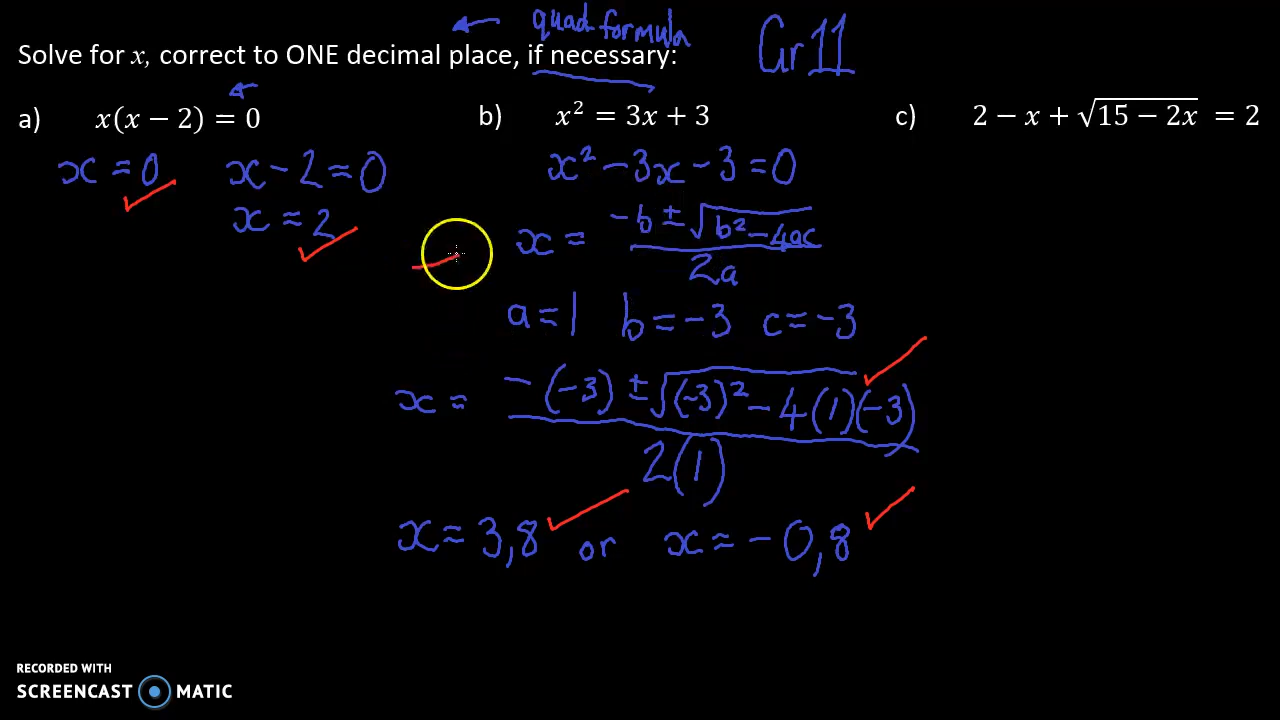 ← quad formula
Gr 11
Solve for x, correct to ONE decimal place, if necessary:
a) x(x − 2) = 0
x = 0 x − 2 = 0
x = 2
b) x² = 3x + 3
x² − 3x − 3 = 0
x = (−b ± √(b² − 4ac)) / 2a
a = 1 b = −3 c = −3
x = (−(−3) ± √((−3)² − 4(1)(−3))) / 2(1)
x = 3,8 or x = −0,8
c) 2 − x + √(15 − 2x) = 2
RECORDED WITH
SCREENCAST MATIC